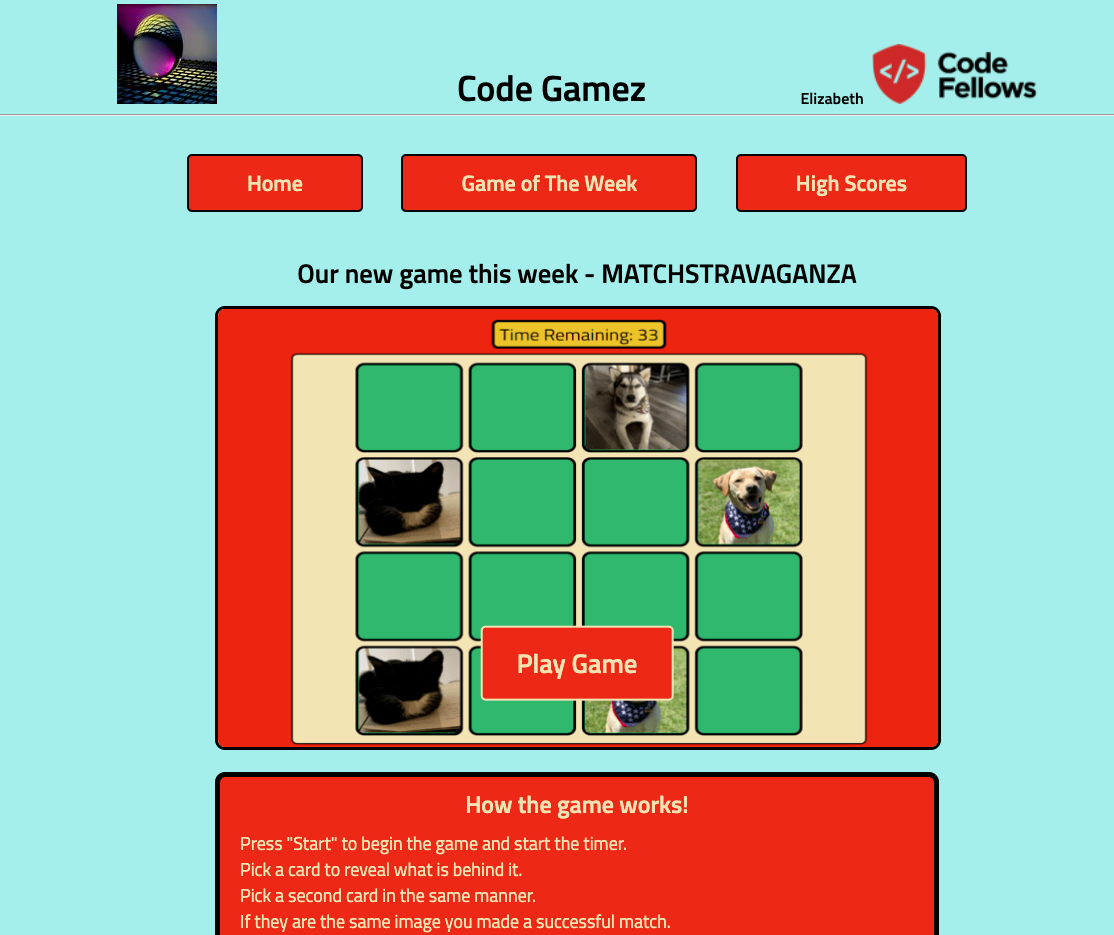 Code Gamez
Elizabeth
</>
Code
Fellows
Home
Game of The Week
High Scores
Our new game this week - MATCHSTRAVAGANZA
Time Remaining: 33
Play Game
How the game works!
Press "Start" to begin the game and start the timer.
Pick a card to reveal what is behind it.
Pick a second card in the same manner.
If they are the same image you made a successful match.